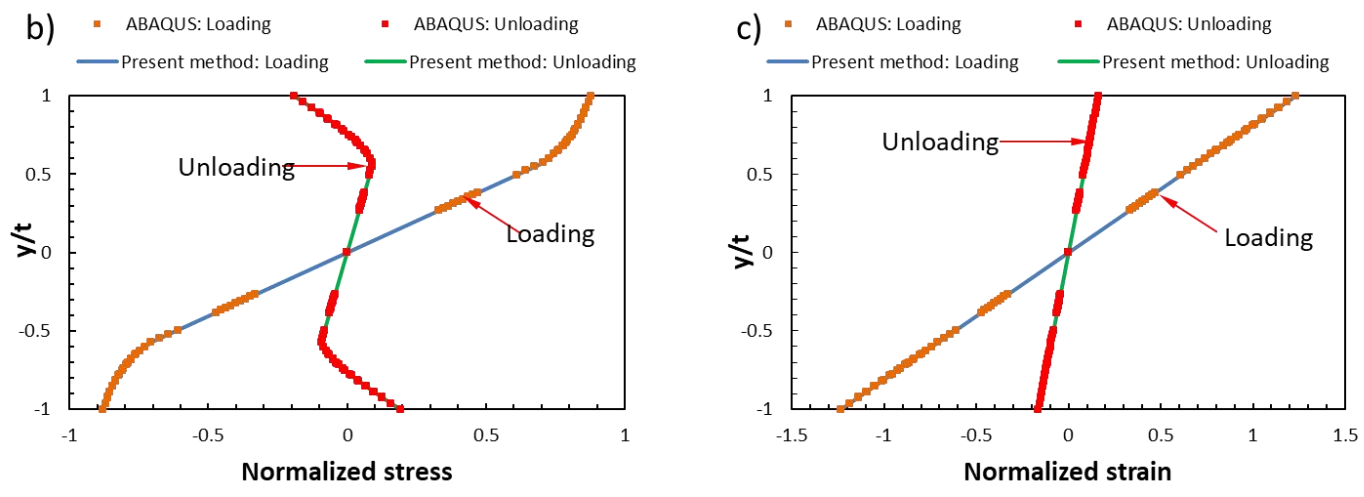 b)
ABAQUS: Loading
ABAQUS: Unloading
Present method: Loading
Present method: Unloading
1
0.5
0
-0.5
-1
y/t
Unloading
Loading
-1
-0.5
0
0.5
1
Normalized stress
c)
ABAQUS: Loading
ABAQUS: Unloading
Present method: Loading
Present method: Unloading
1
0.5
0
-0.5
-1
y/t
Unloading
Loading
-1.5
-1
-0.5
0
0.5
1
1.5
Normalized strain